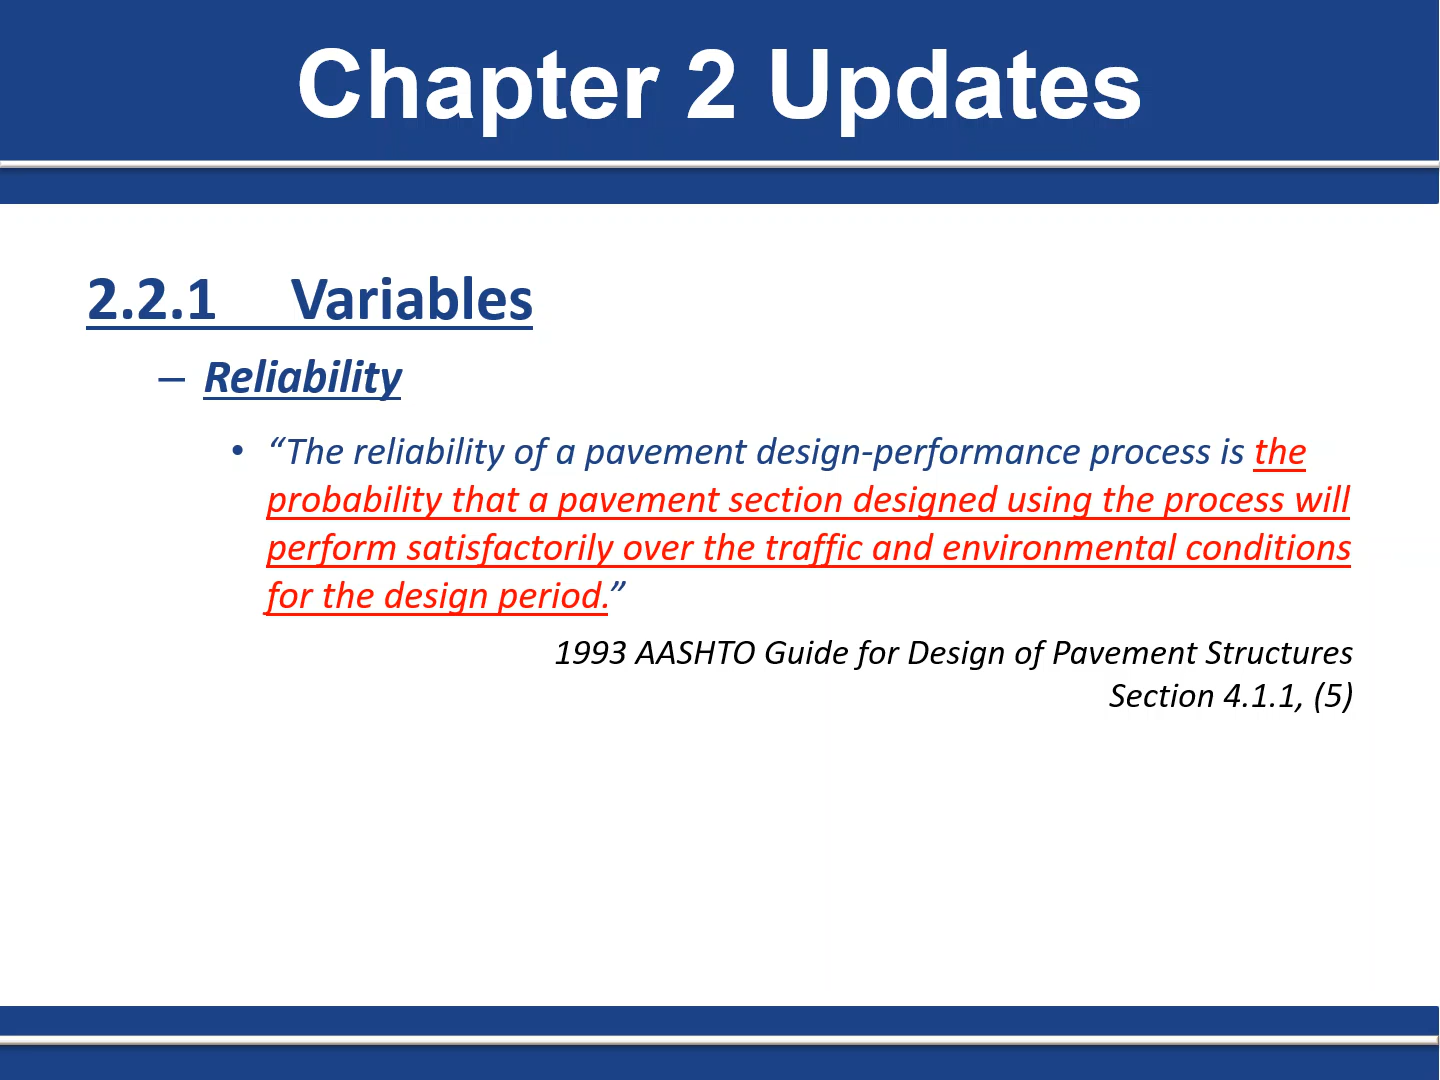 Chapter 2 Updates
2.2.1 Variables
– Reliability
• “The reliability of a pavement design-performance process is the
probability that a pavement section designed using the process will
perform satisfactorily over the traffic and environmental conditions
for the design period.”
1993 AASHTO Guide for Design of Pavement Structures
Section 4.1.1, (5)